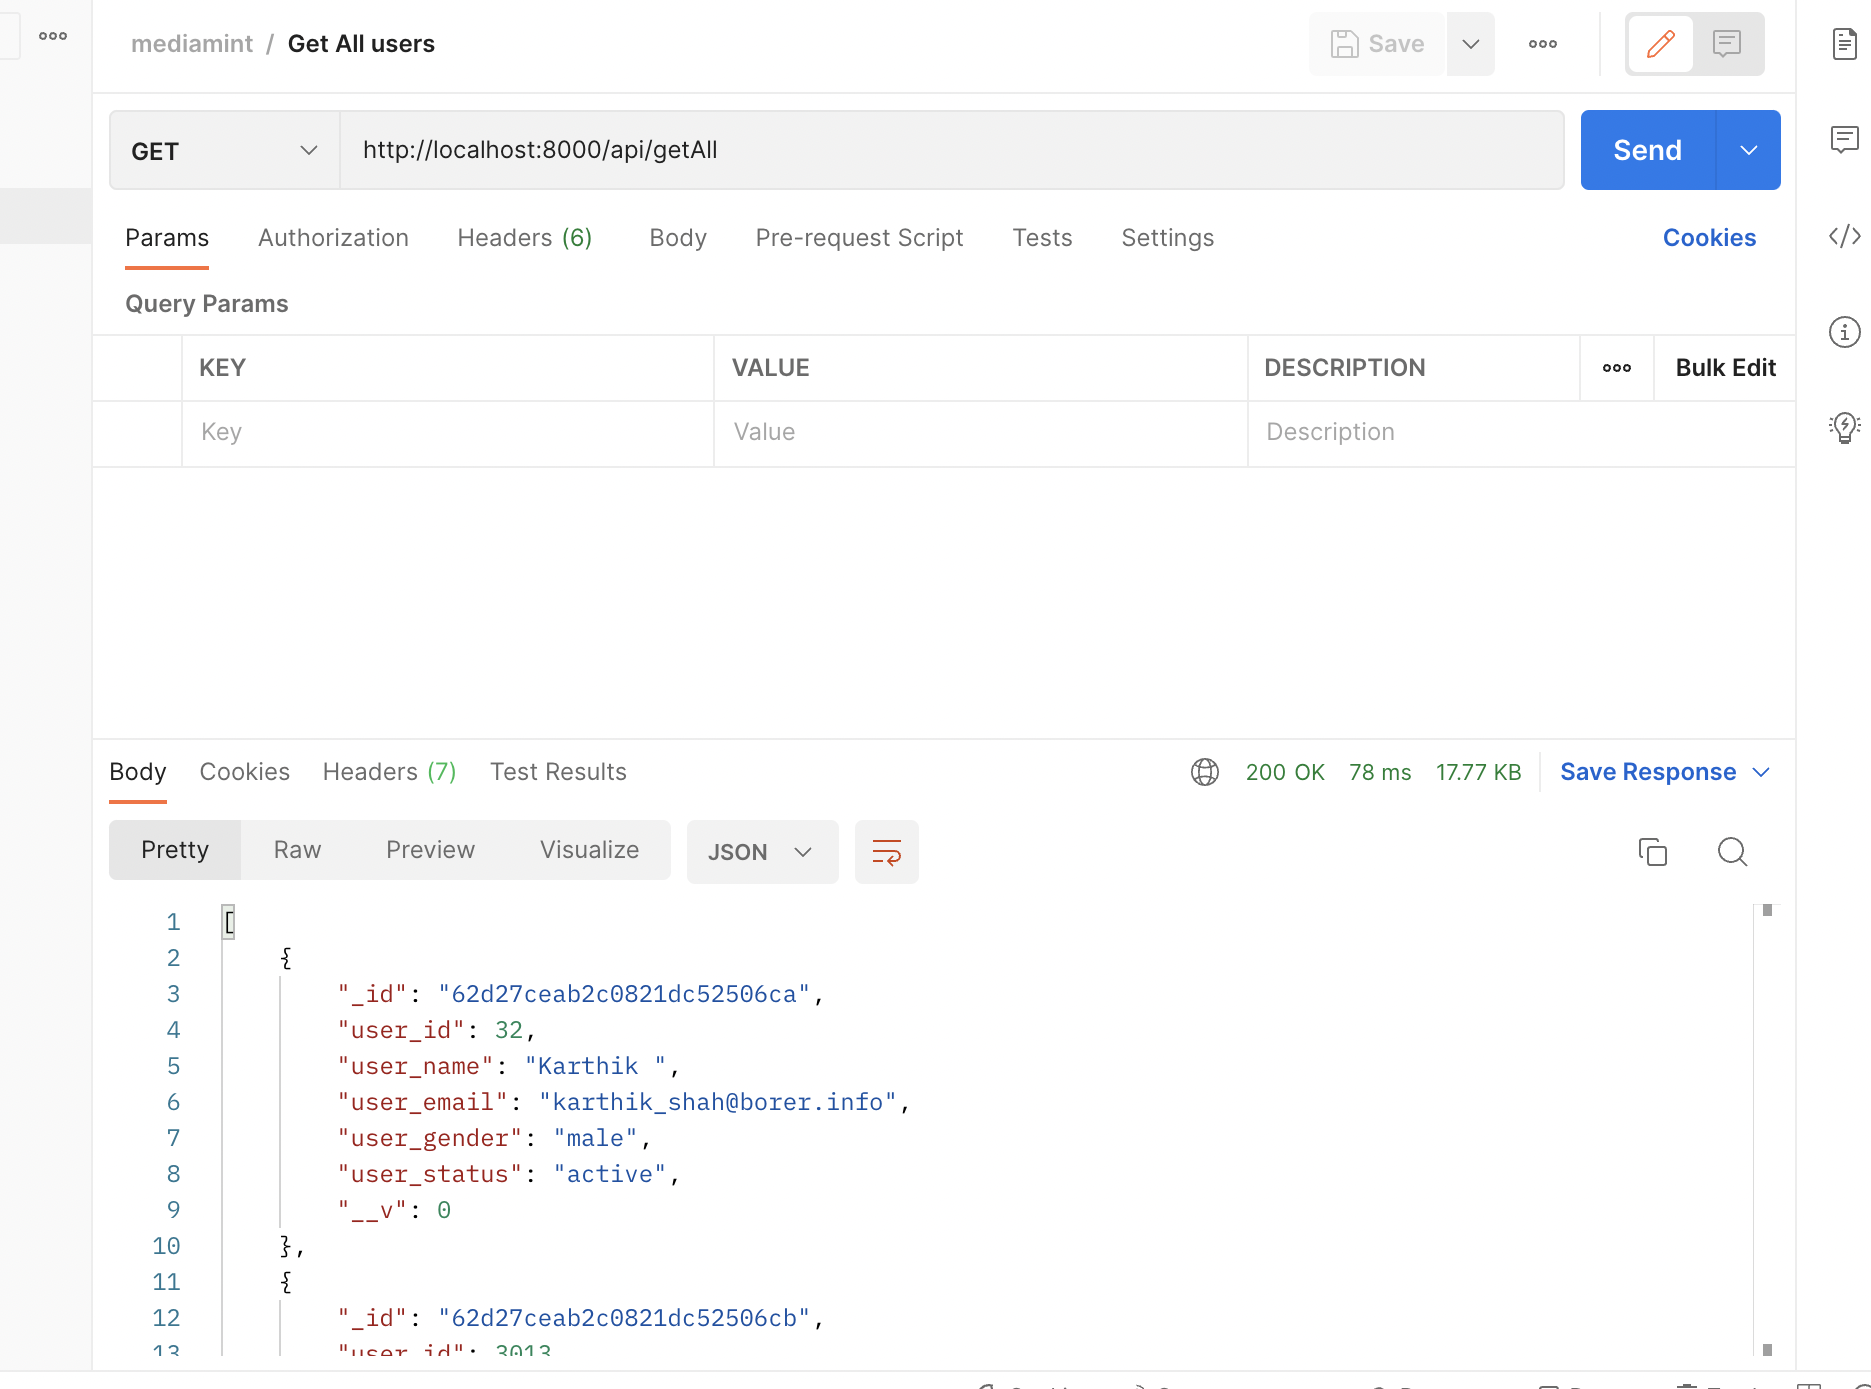 mediamint / Get All users
Save
GET
http://localhost:8000/api/getAll
Send
Params Authorization Headers (6) Body Pre-request Script Tests Settings Cookies
Query Params
KEY VALUE DESCRIPTION Bulk Edit
Key Value Description
Body Cookies Headers (7) Test Results 200 OK 78 ms 17.77 KB Save Response
Pretty Raw Preview Visualize JSON
1 [
2 {
3 "_id": "62d27ceab2c0821dc52506ca",
4 "user_id": 32,
5 "user_name": "Karthik ",
6 "user_email": "karthik_shah@borer.info",
7 "user_gender": "male",
8 "user_status": "active",
9 "__v": 0
10 },
11 {
12 "_id": "62d27ceab2c0821dc52506cb",
13 "user_id": 3013